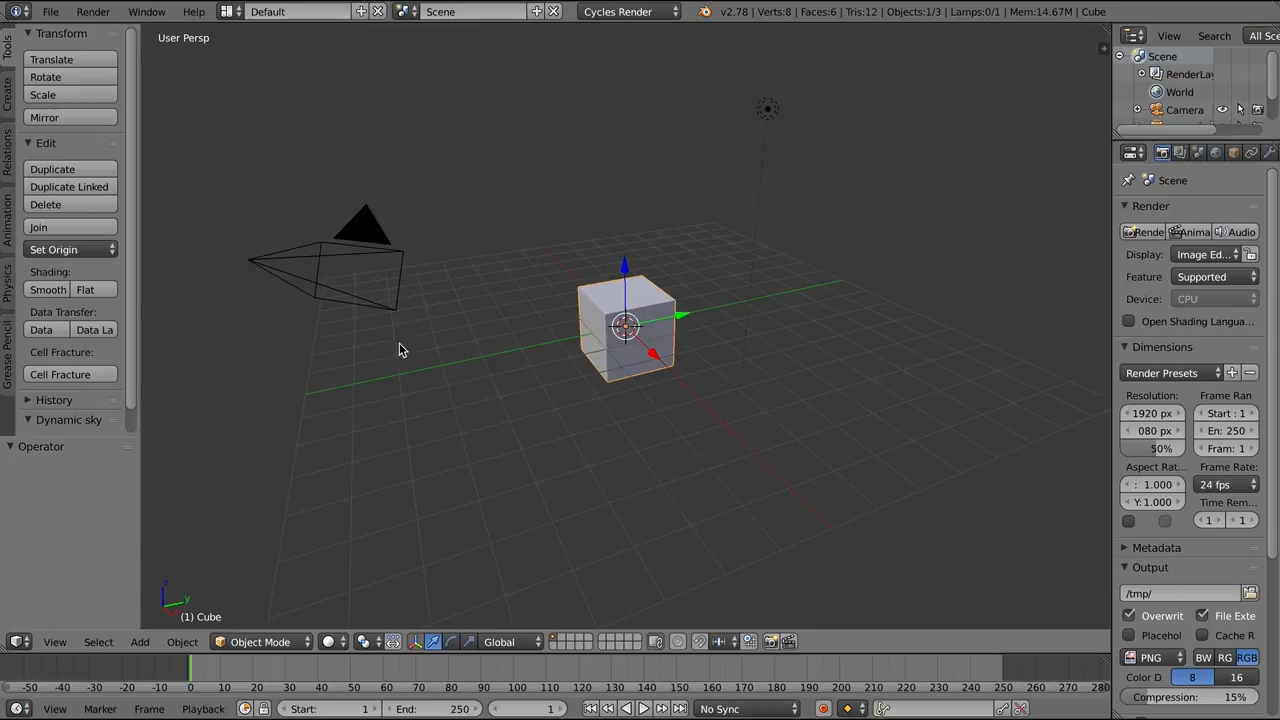 File Render Window Help Default Scene Cycles Render v2.78 | Verts:8 | Faces:6 | Tris:12 | Objects:1/3 | Lamps:0/1 | Mem:14.67M | Cube
Tools
Create
Relations
Animation
Physics
Grease Pencil
Transform
Translate
Rotate
Scale
Mirror
Edit
Duplicate
Duplicate Linked
Delete
Join
Set Origin
Shading:
Smooth Flat
Data Transfer:
Data Data La
Cell Fracture:
Cell Fracture
History
Dynamic sky
Operator
User Persp
z
y
(1) Cube
View Search All Sce
Scene
RenderLay
World
Camera
Scene
Render
Rende Anima Audio
Display: Image Ed...
Feature Supported
Device: CPU
Open Shading Langua...
Dimensions
Render Presets
Resolution: Frame Ran
1920 px Start : 1
080 px En: 250
50% Fram: 1
Aspect Rat... Frame Rate:
: 1.000 24 fps
Y: 1.000 Time Rem...
1 1
Metadata
Output
/tmp/
Overwrit File Exte
Placehol Cache R
PNG BW RG RGB
Color D 8 16
Compression: 15%
View Select Add Object Object Mode Global
-50 -40 -30 -20 -10 0 10 20 30 40 50 60 70 80 90 100 110 120 130 140 150 160 170 180 190 200 210 220 230 240 250 260 270 280
View Marker Frame Playback Start: 1 End: 250 1 No Sync